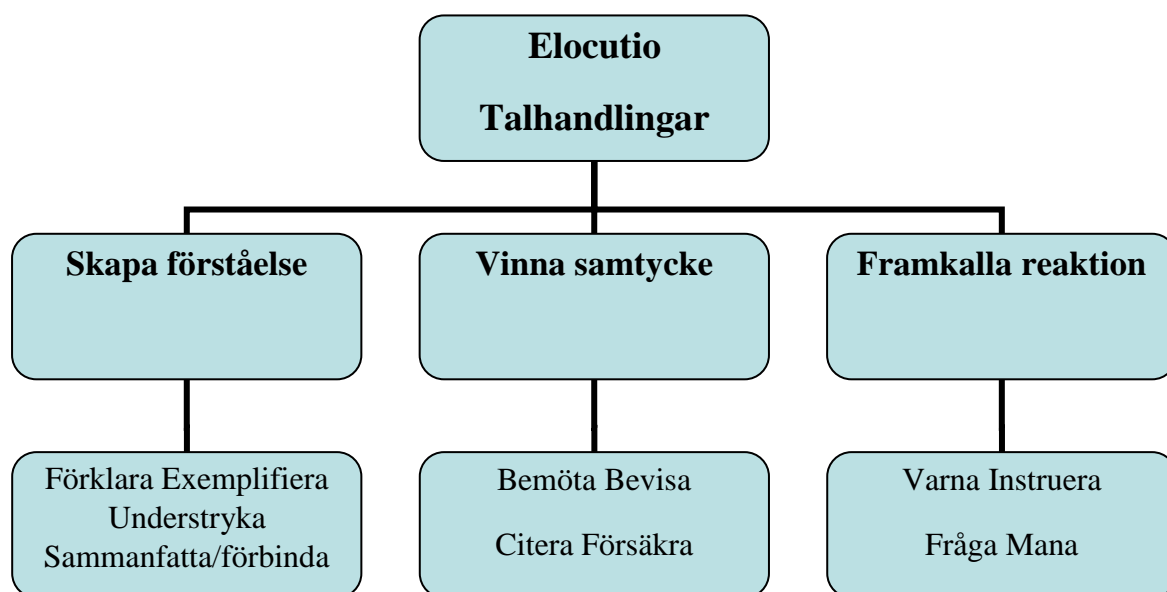 Elocutio
Talhandlingar
Skapa förståelse
Vinna samtycke
Framkalla reaktion
Förklara Exemplifiera
Understryka
Sammanfatta/förbinda
Bemöta Bevisa
Citera Försäkra
Varna Instruera
Fråga Mana